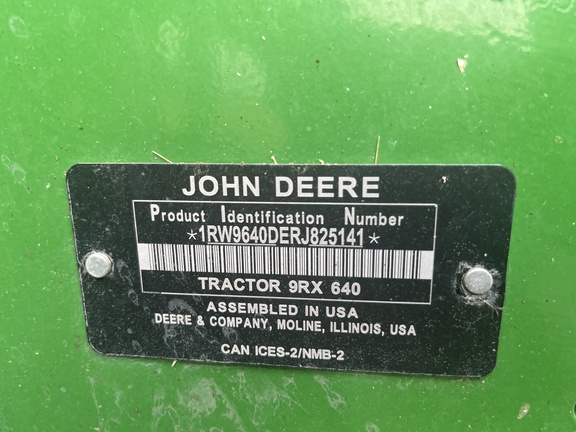 JOHN DEERE
Product Identification Number
*1RW9640DERJ825141*
TRACTOR 9RX 640
ASSEMBLED IN USA
DEERE & COMPANY, MOLINE, ILLINOIS, USA
CAN ICES-2/NMB-2